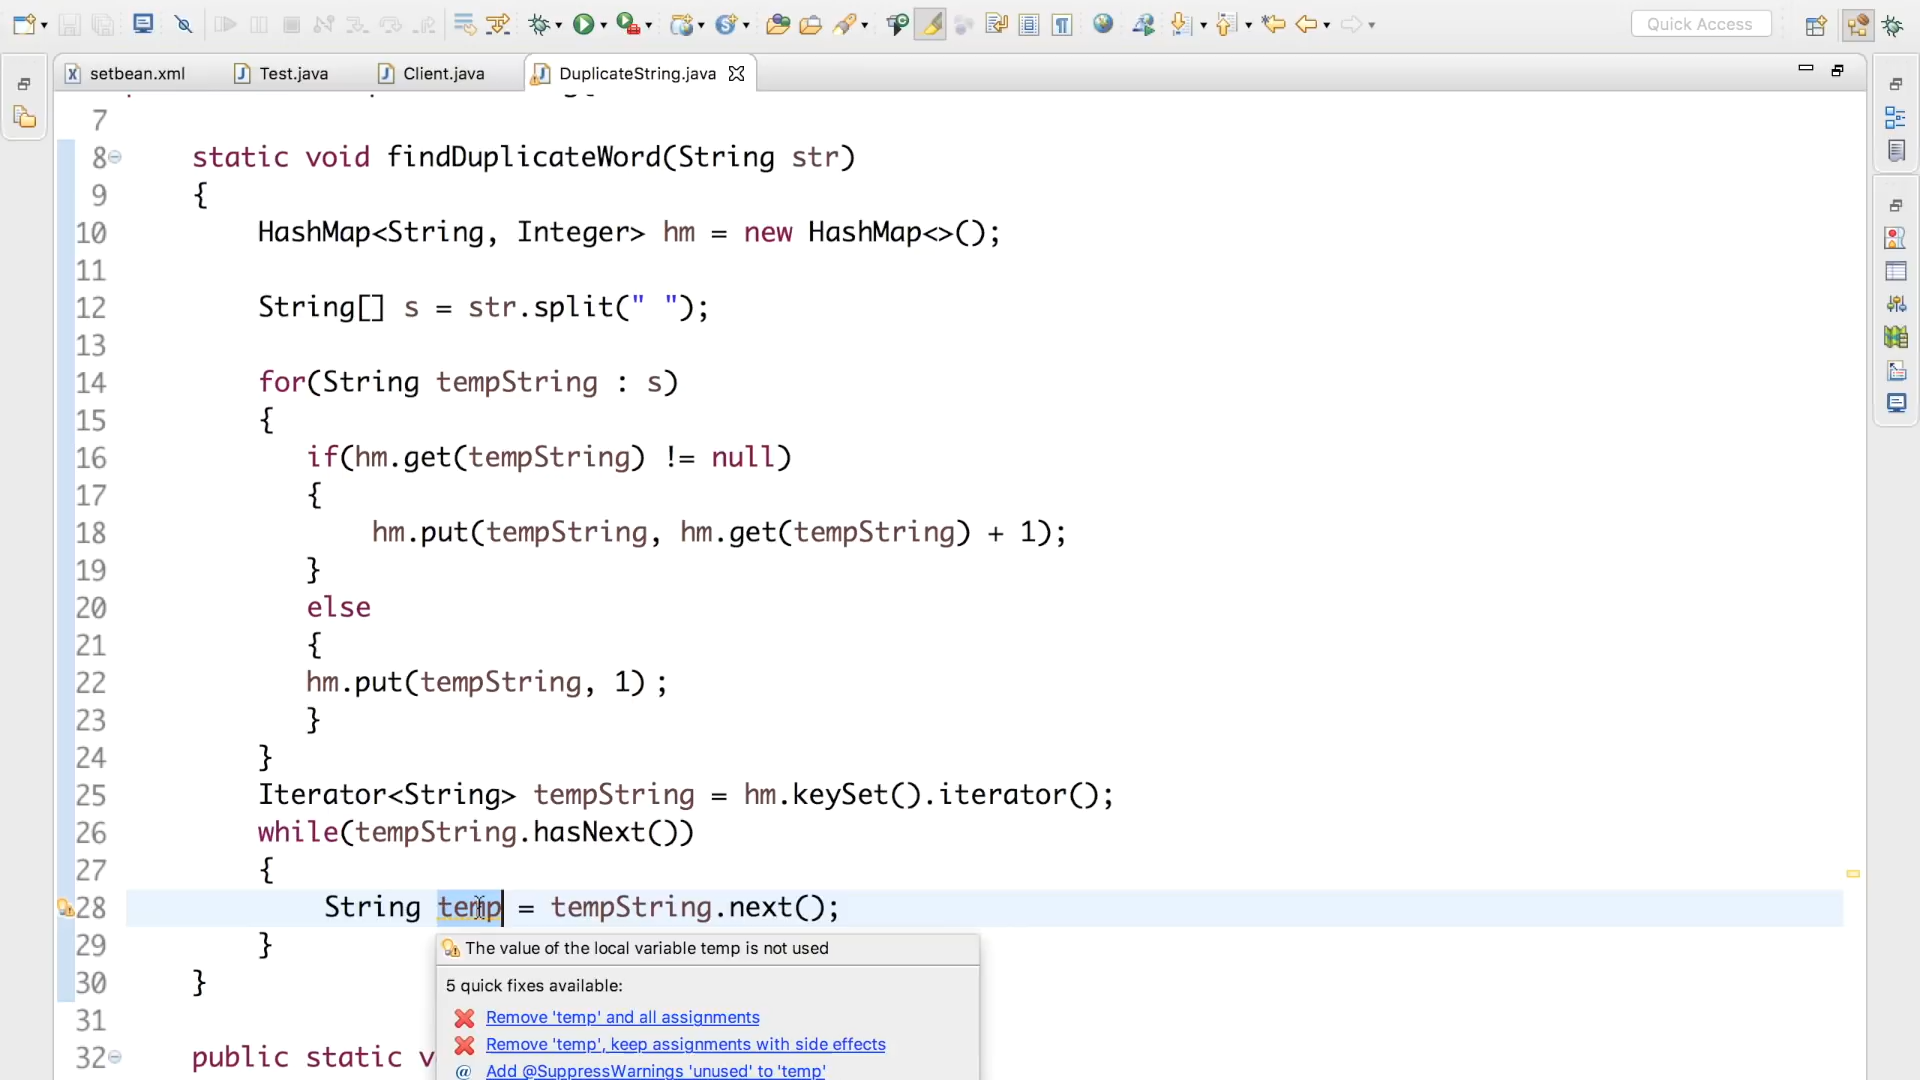 Quick Access
setbean.xml
Test.java
Client.java
DuplicateString.java
7
8 static void findDuplicateWord(String str)
9 {
10 HashMap<String, Integer> hm = new HashMap<>();
11
12 String[] s = str.split(" ");
13
14 for(String tempString : s)
15 {
16 if(hm.get(tempString) != null)
17 {
18 hm.put(tempString, hm.get(tempString) + 1);
19 }
20 else
21 {
22 hm.put(tempString, 1) ;
23 }
24 }
25 Iterator<String> tempString = hm.keySet().iterator();
26 while(tempString.hasNext())
27 {
28 String temp = tempString.next();
29 }
The value of the local variable temp is not used
30 }
5 quick fixes available:
31
Remove 'temp' and all assignments
Remove 'temp', keep assignments with side effects
32 public static v
Add @SuppressWarnings 'unused' to 'temp'